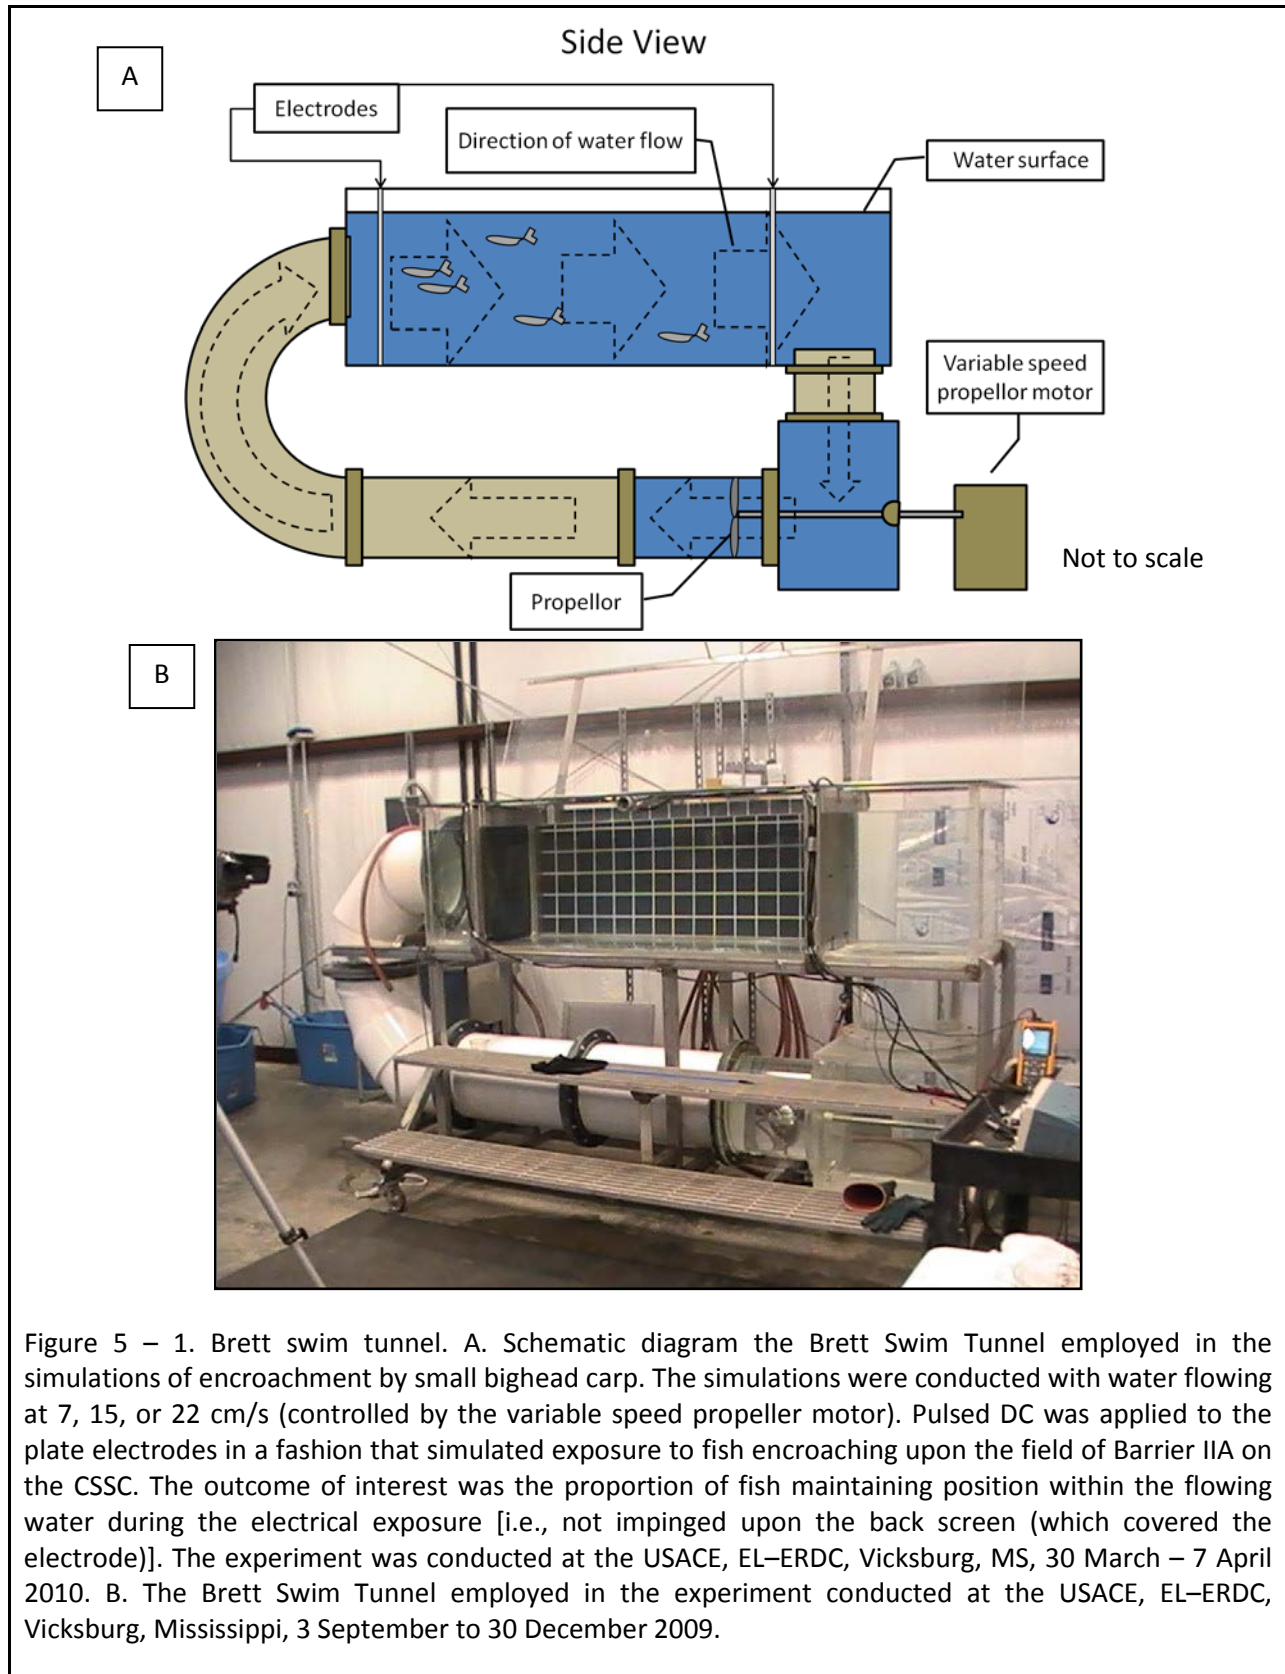 Side View
A
Electrodes
Direction of water flow
Water surface
Variable speed
propellor motor
Not to scale
Propellor
B
Figure 5 – 1. Brett swim tunnel. A. Schematic diagram the Brett Swim Tunnel employed in the
simulations of encroachment by small bighead carp. The simulations were conducted with water flowing
at 7, 15, or 22 cm/s (controlled by the variable speed propeller motor). Pulsed DC was applied to the
plate electrodes in a fashion that simulated exposure to fish encroaching upon the field of Barrier IIA on
the CSSC. The outcome of interest was the proportion of fish maintaining position within the flowing
water during the electrical exposure [i.e., not impinged upon the back screen (which covered the
electrode)]. The experiment was conducted at the USACE, EL–ERDC, Vicksburg, MS, 30 March – 7 April
2010. B. The Brett Swim Tunnel employed in the experiment conducted at the USACE, EL–ERDC,
Vicksburg, Mississippi, 3 September to 30 December 2009.